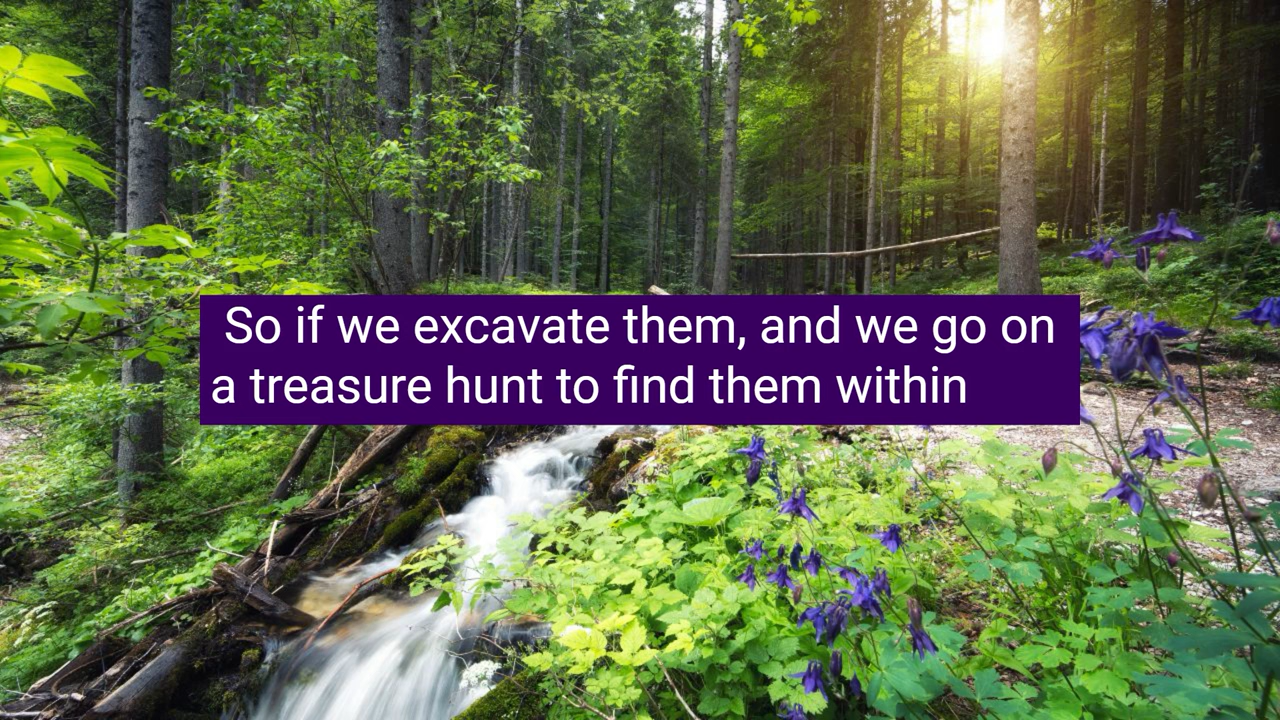 So if we excavate them, and we go on
a treasure hunt to find them within